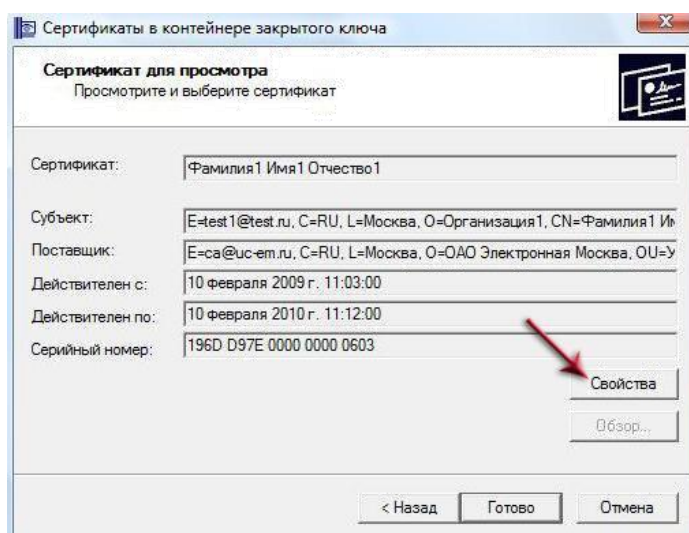 Сертификаты в контейнере закрытого ключа
Сертификат для просмотра
Просмотрите и выберите сертификат
Сертификат: Фамилия1 Имя1 Отчество1
Субъект: E=test1@test.ru, C=RU, L=Москва, O=Организация1, CN=Фамилия1
Поставщик: E=ca@uc-em.ru, C=RU, L=Москва, O=ОАО Электронная Москва, OU=У
Действителен с: 10 февраля 2009 г. 11:03:00
Действителен по: 10 февраля 2010 г. 11:12:00
Серийный номер: 196D D97E 0000 0000 0603
Свойства
Обзор...
< Назад Готово Отмена